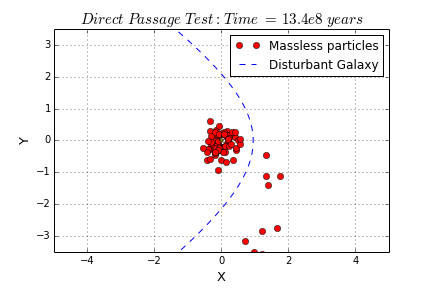 Direct Passage Test: Time = 13.4e8 years
Massless particles
Disturbant Galaxy
Y
3
2
1
0
−1
−2
−3
−4
−2
0
2
4
X